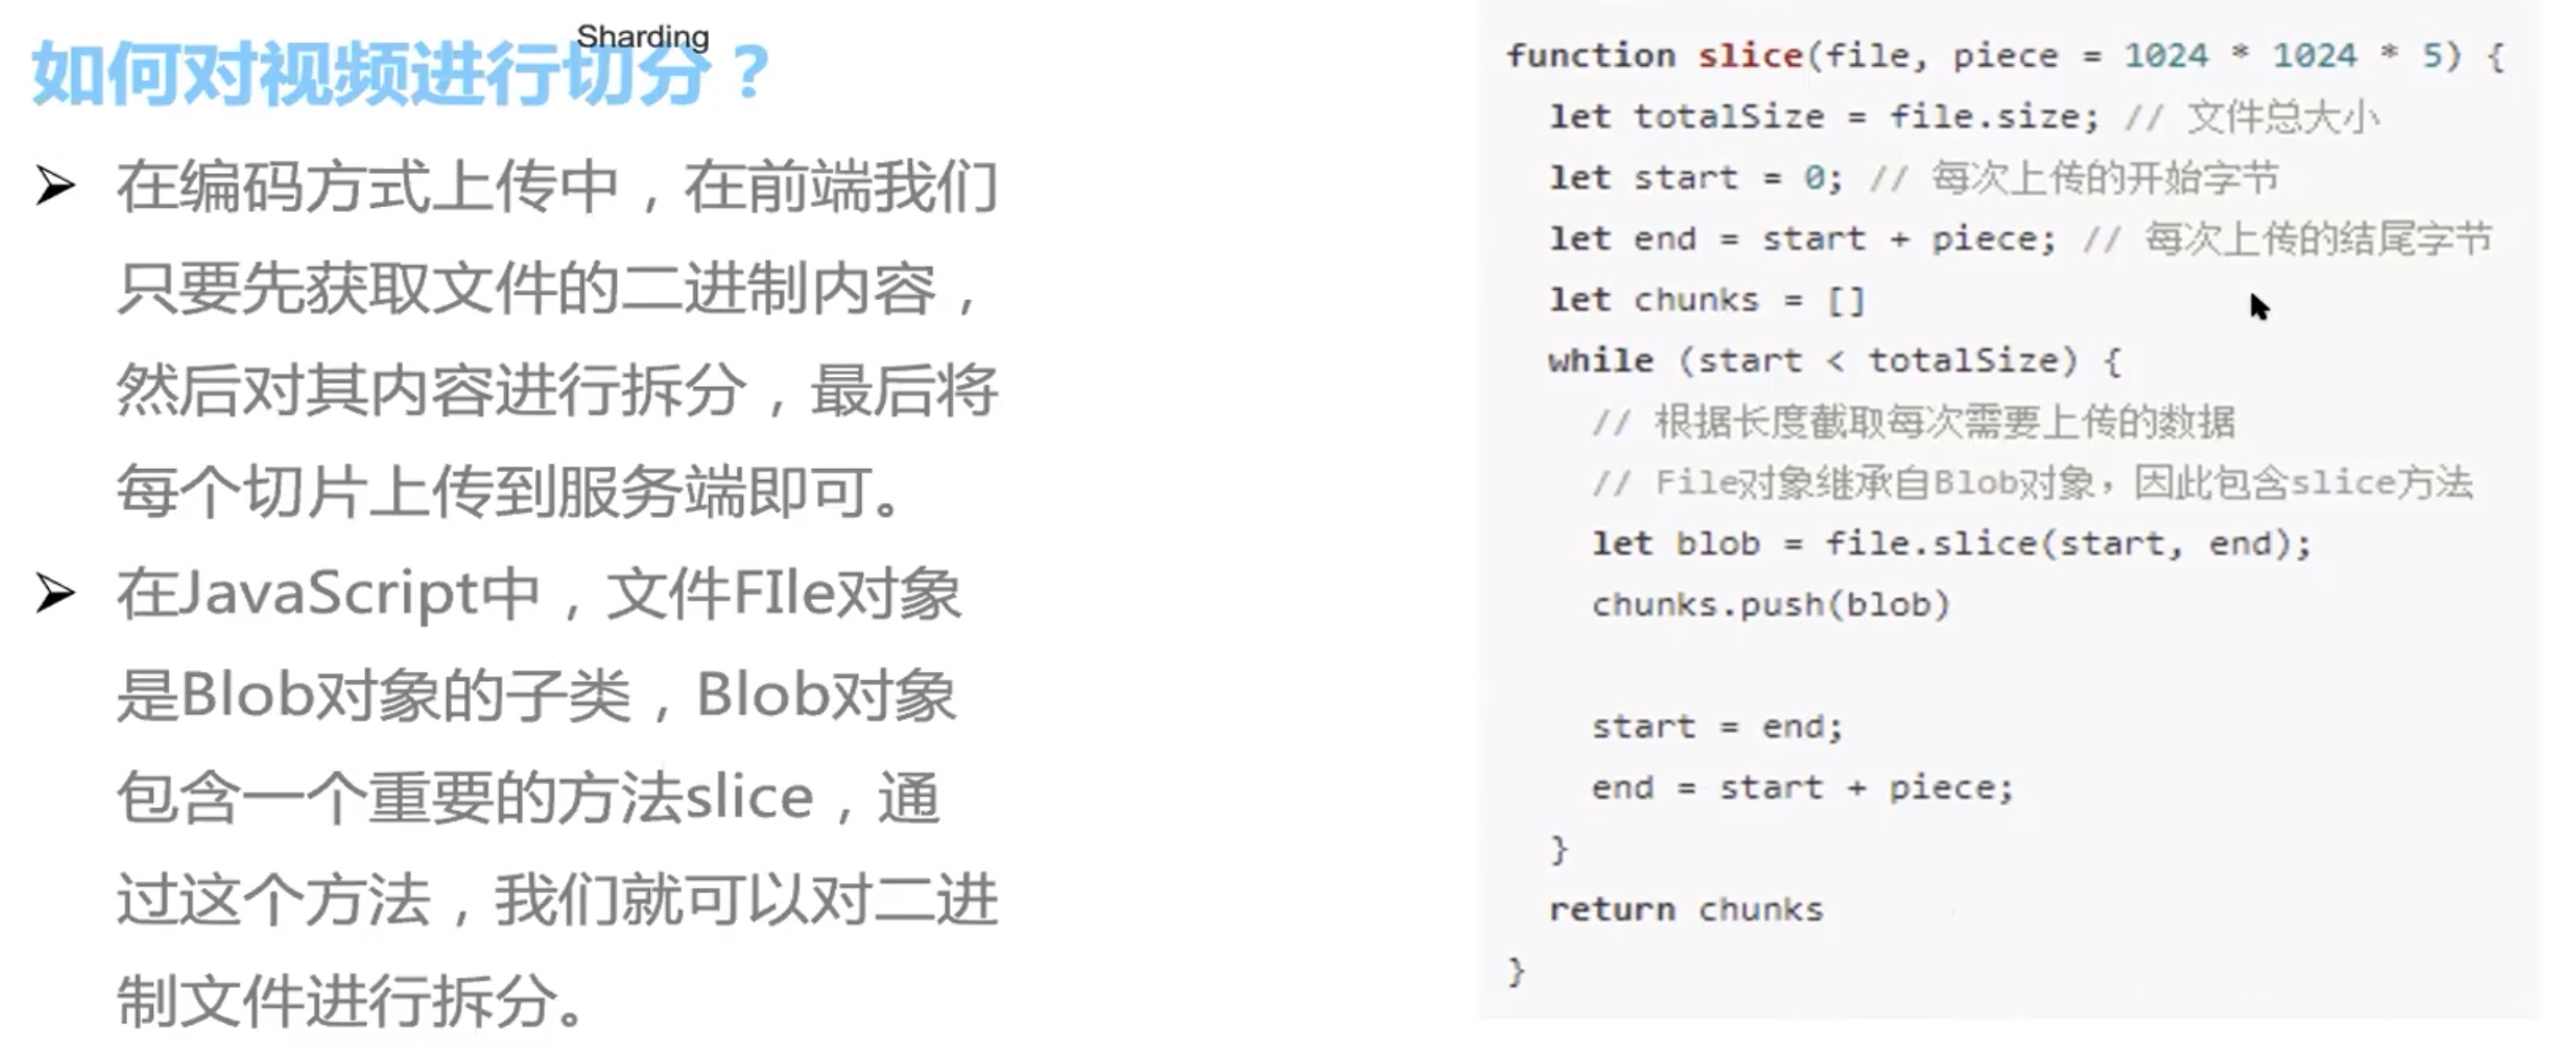 Sharding
如何对视频进行切分？
➢ 在编码方式上传中，在前端我们
只要先获取文件的二进制内容，
然后对其内容进行拆分，最后将
每个切片上传到服务端即可。
➢ 在JavaScript中，文件FIle对象
是Blob对象的子类，Blob对象
包含一个重要的方法slice，通
过这个方法，我们就可以对二进
制文件进行拆分。
function slice(file, piece = 1024 * 1024 * 5) {
  let totalSize = file.size; // 文件总大小
  let start = 0; // 每次上传的开始字节
  let end = start + piece; // 每次上传的结尾字节
  let chunks = []
  while (start < totalSize) {
    // 根据长度截取每次需要上传的数据
    // File对象继承自Blob对象，因此包含slice方法
    let blob = file.slice(start, end);
    chunks.push(blob)

    start = end;
    end = start + piece;
  }
  return chunks
}